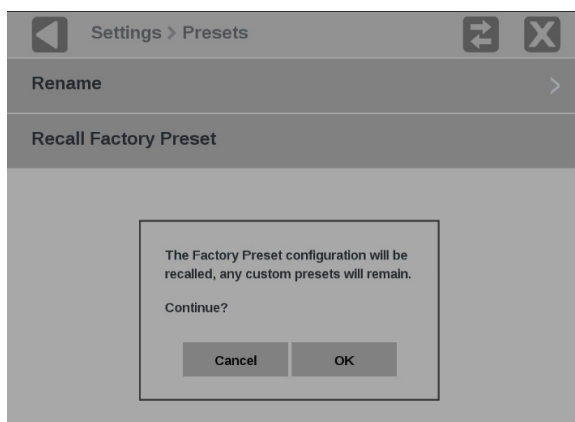 Settings > Presets
Rename
Recall Factory Preset
The Factory Preset configuration will be
recalled, any custom presets will remain.
Continue?
Cancel OK